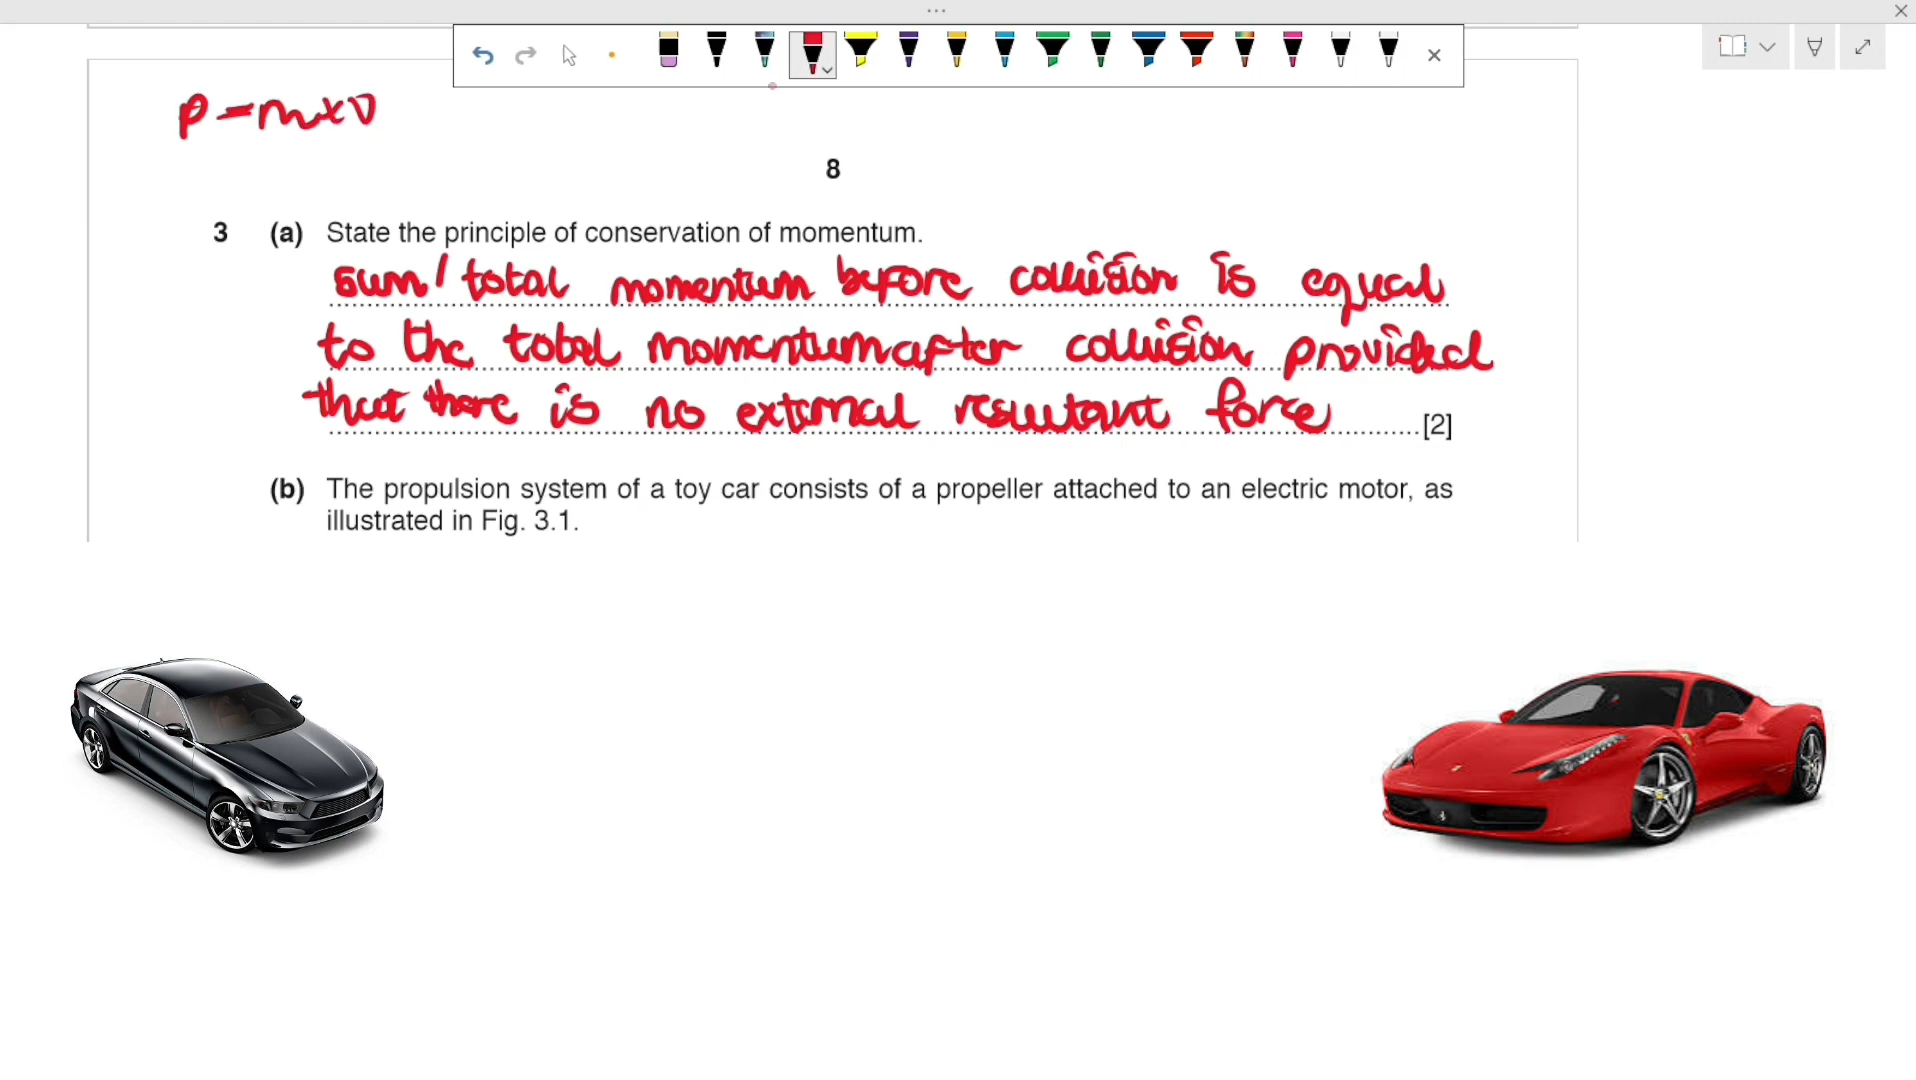 p = m x v
8
3 (a) State the principle of conservation of momentum.
sum / total momentum before collision is equal
to the total momentum after collision provided
that there is no external resultant force
[2]
(b) The propulsion system of a toy car consists of a propeller attached to an electric motor, as
illustrated in Fig. 3.1.